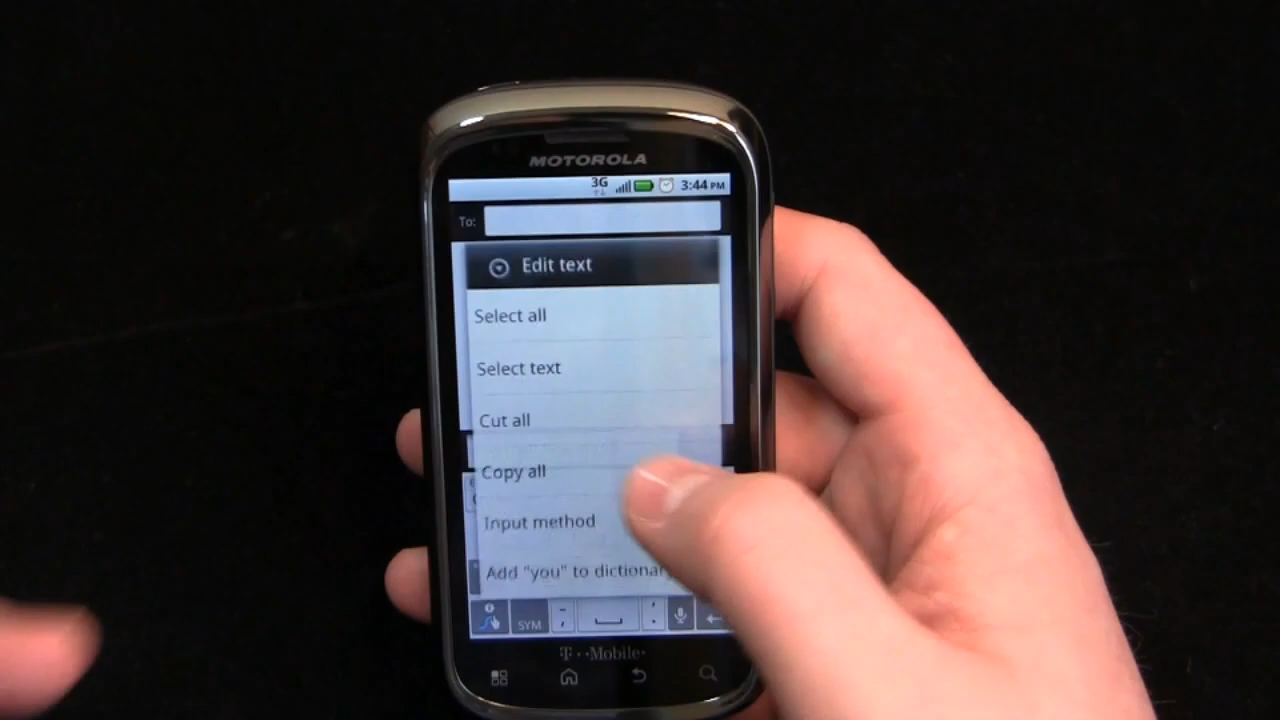 MOTOROLA
3G 3:44 PM
To:
Edit text
Select all
Select text
Cut all
Copy all
Input method
Add "you" to dictionary
SYM
T··Mobile·